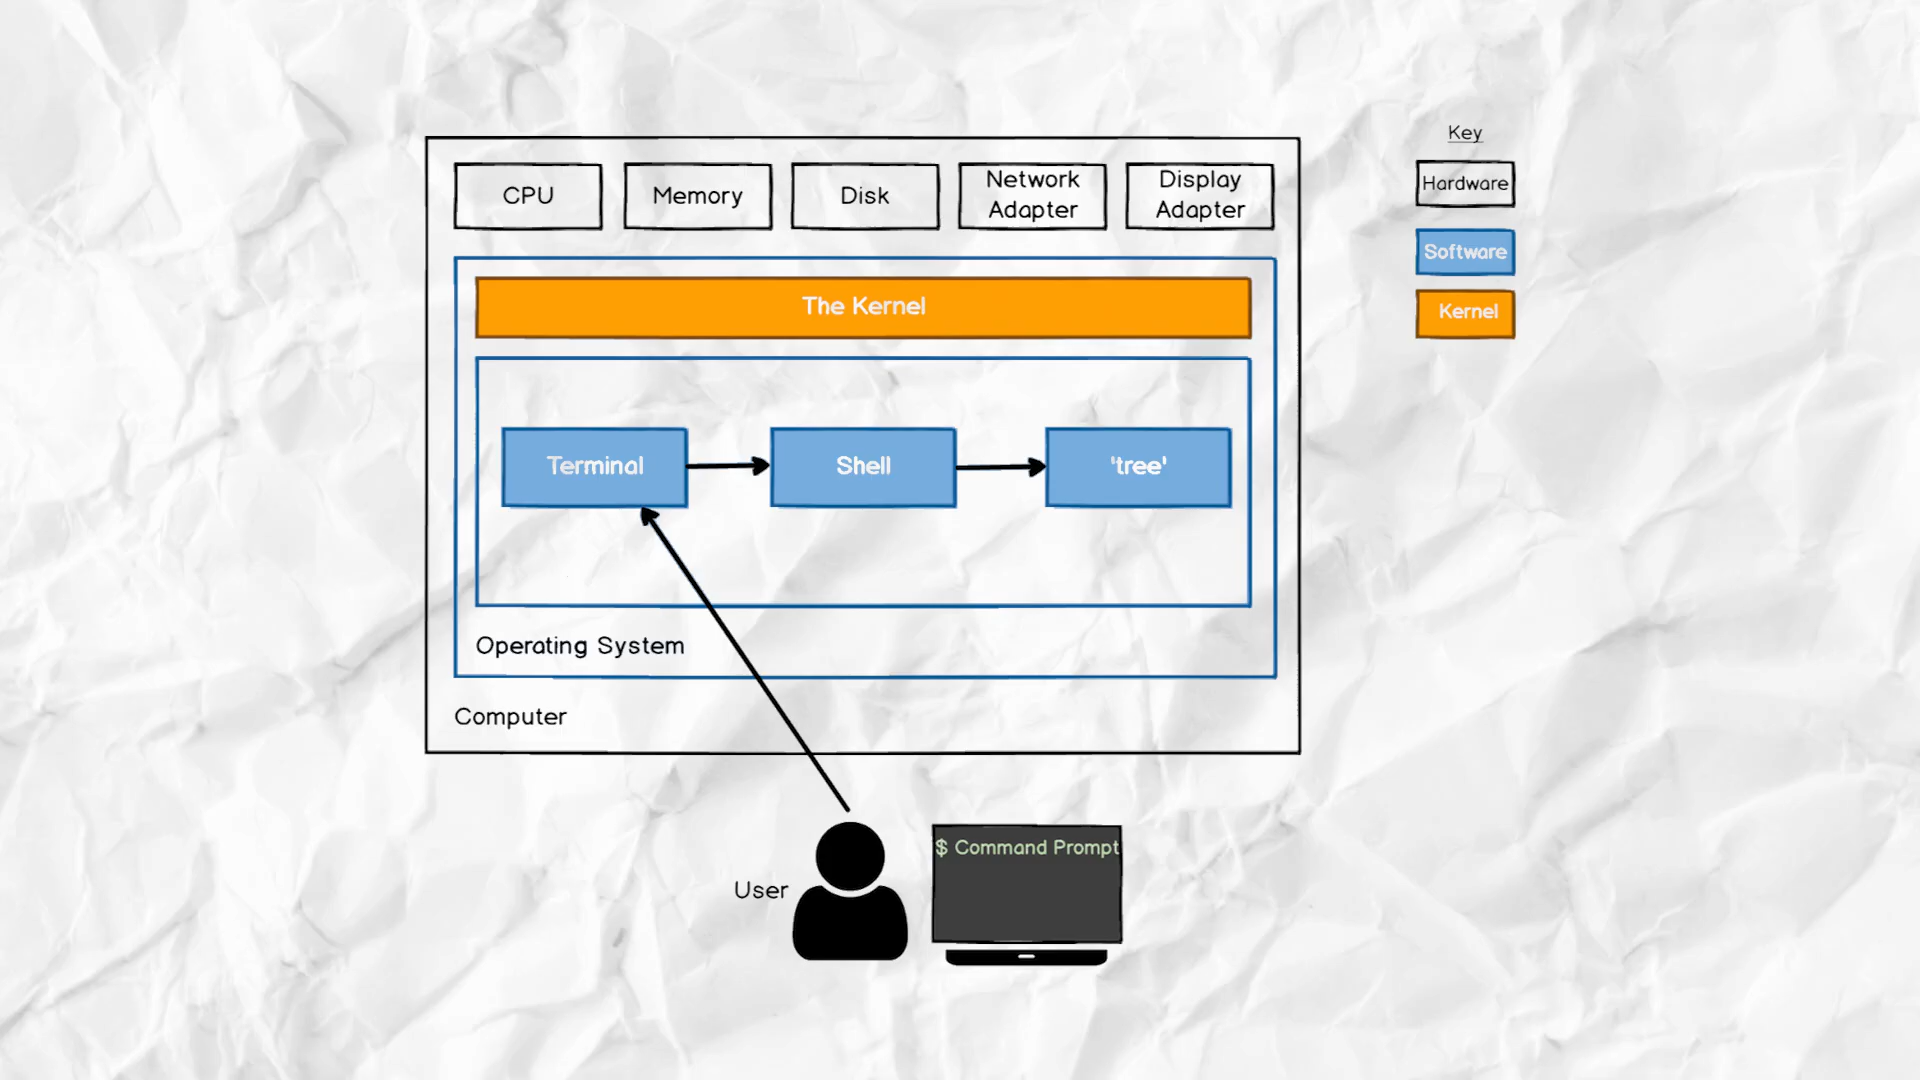 Key
CPU
Memory
Disk
Network
Adapter
Display
Adapter
Hardware
Software
Kernel
The Kernel
Terminal
Shell
'tree'
Operating System
Computer
User
$ Command Prompt